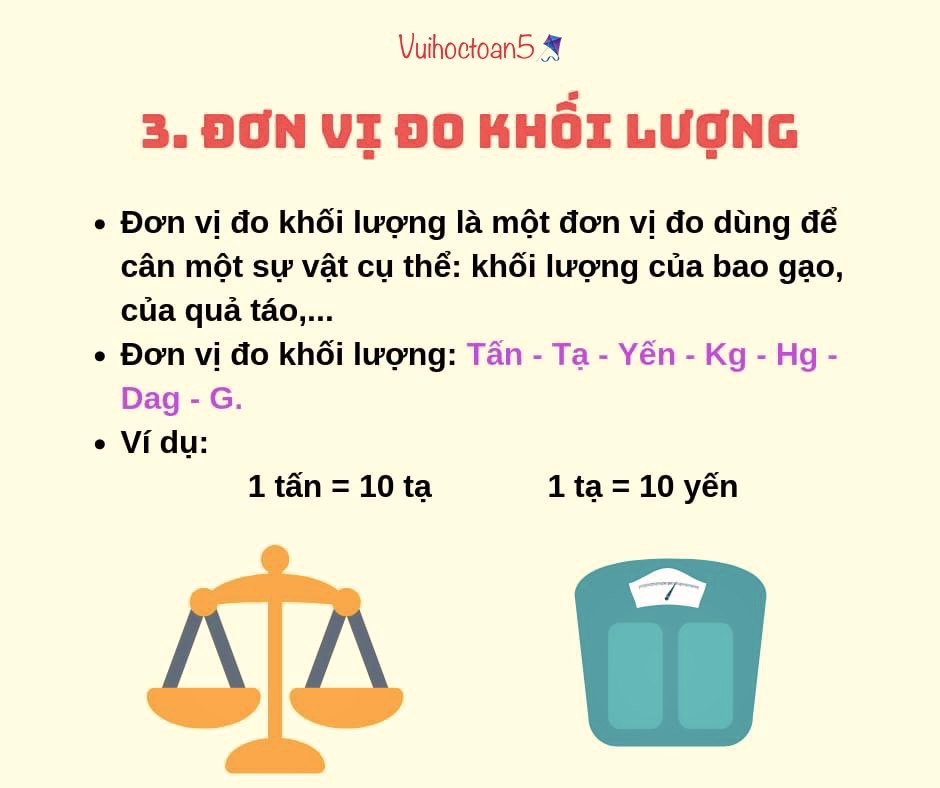 Vuihoctoan5
3. ĐƠN VỊ ĐO KHỐI LƯỢNG
• Đơn vị đo khối lượng là một đơn vị đo dùng để
cân một sự vật cụ thể: khối lượng của bao gạo,
của quả táo,...
• Đơn vị đo khối lượng: Tấn - Tạ - Yến - Kg - Hg -
Dag - G.
• Ví dụ:
1 tấn = 10 tạ 1 tạ = 10 yến